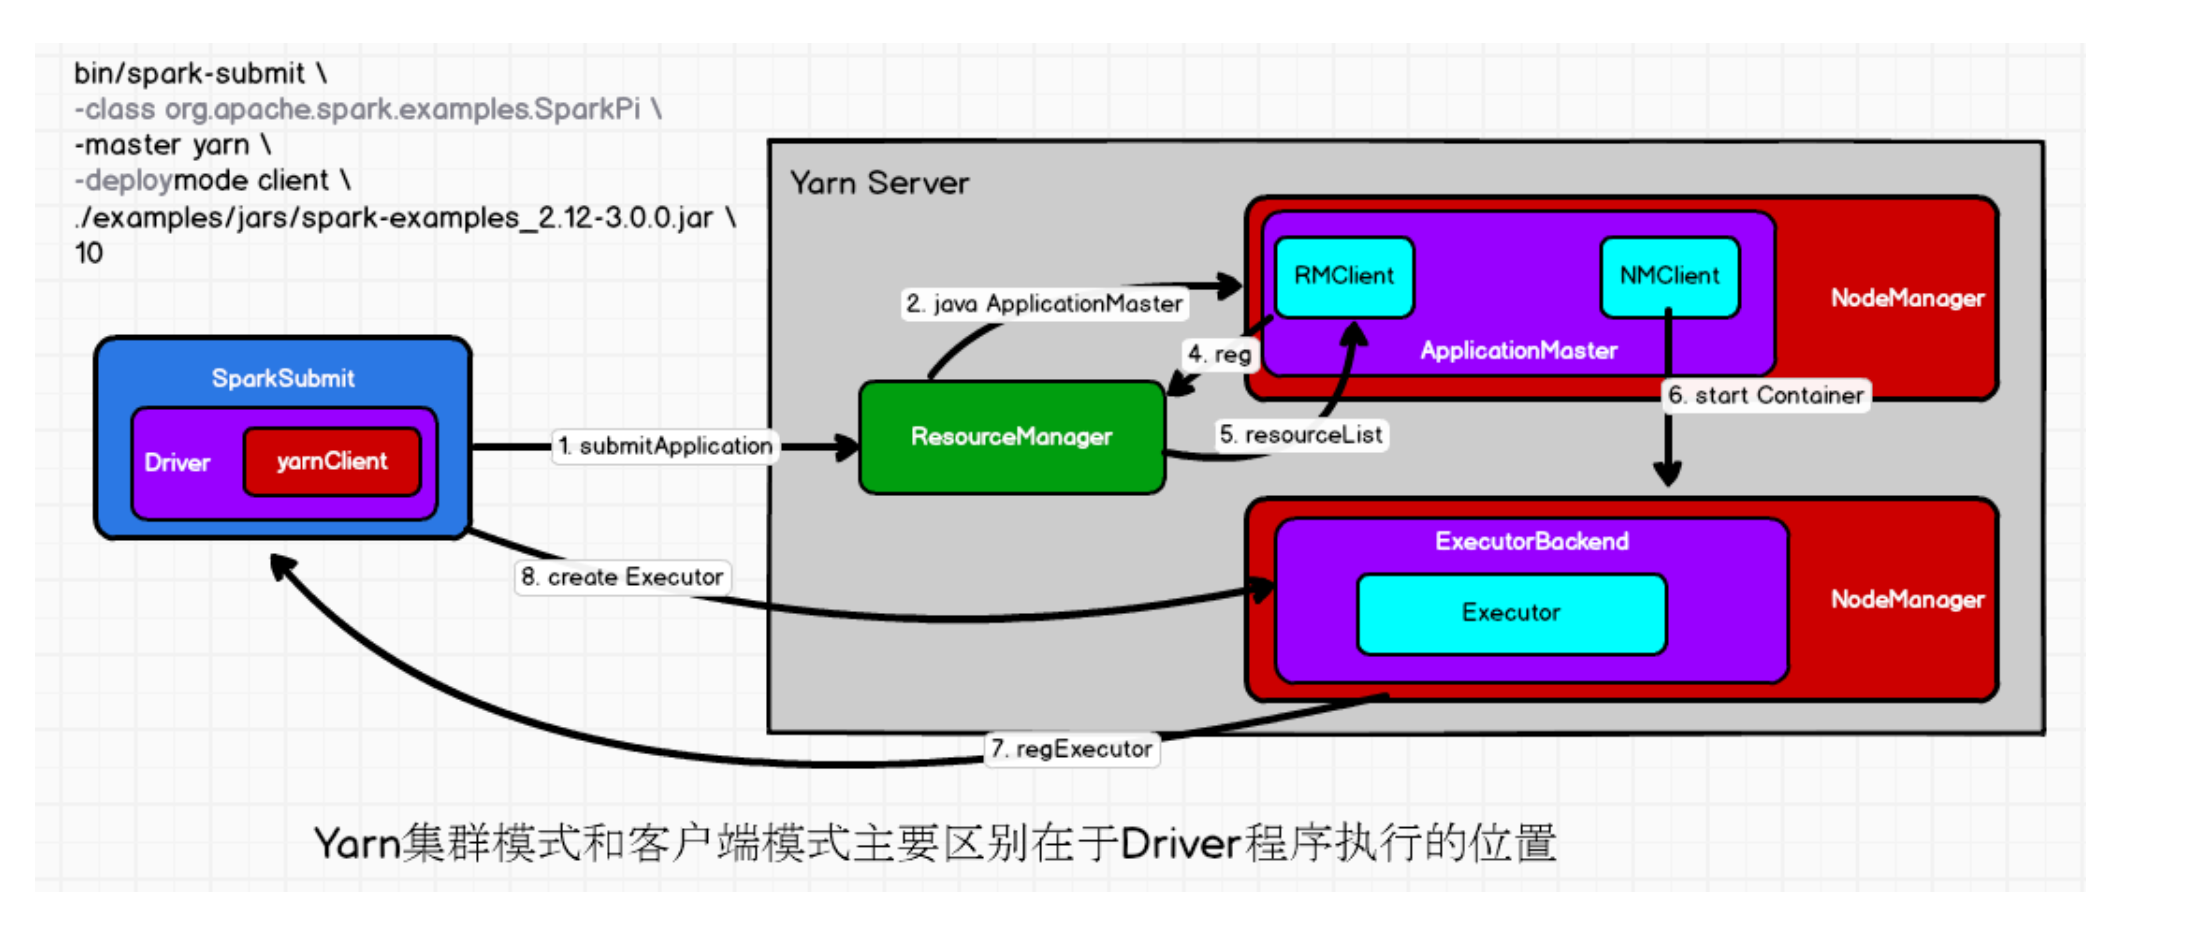 bin/spark-submit \
-class org.apache.spark.examples.SparkPi \
-master yarn \
-deploymode client \
./examples/jars/spark-examples_2.12-3.0.0.jar \
10
Yarn Server
RMClient
NMClient
NodeManager
2. java ApplicationMaster
4. reg
ApplicationMaster
SparkSubmit
6. start Container
ResourceManager
5. resourceList
1. submitApplication
Driver
yarnClient
ExecutorBackend
8. create Executor
Executor
NodeManager
7. regExecutor
Yarn集群模式和客户端模式主要区别在于Driver程序执行的位置